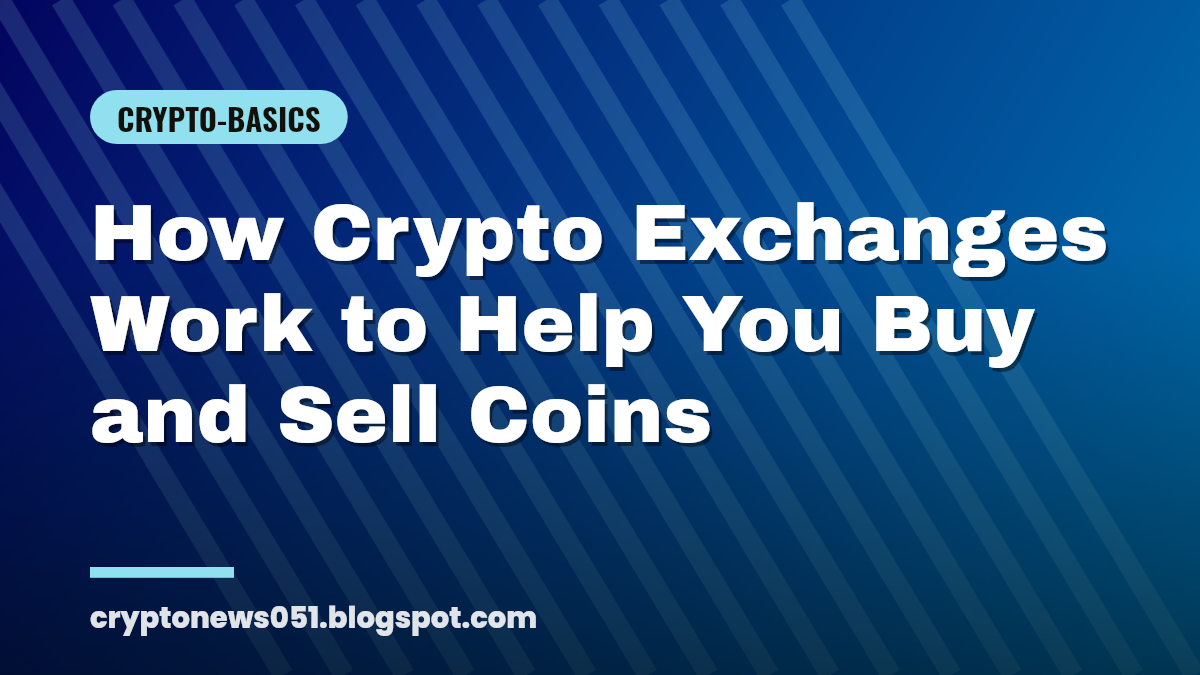 CRYPTO-BASICS
How Crypto Exchanges
Work to Help You Buy
and Sell Coins
cryptonews051.blogspot.com